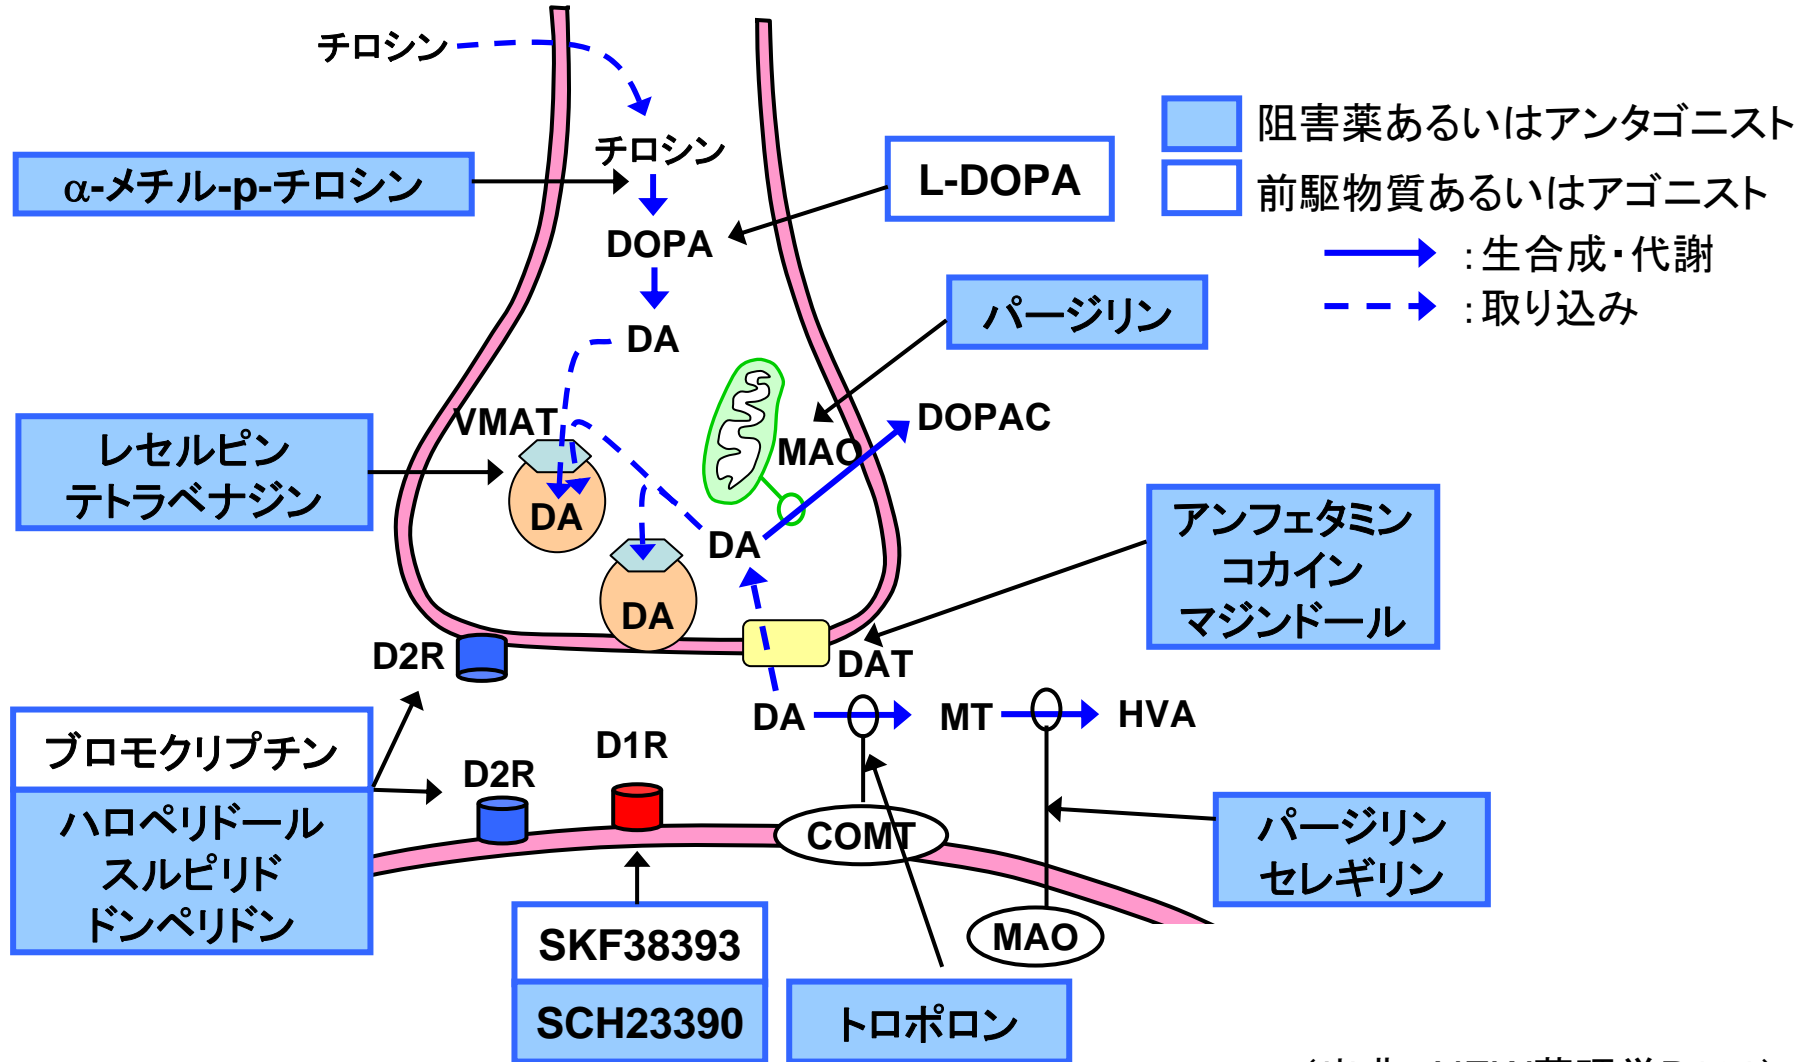 チロシン
チロシン
α-メチル-p-チロシン
L-DOPA
阻害薬あるいはアンタゴニスト
前駆物質あるいはアゴニスト
:生合成・代謝
:取り込み
DOPA
パージリン
DA
VMAT
MAO
DOPAC
レセルピン
テトラベナジン
DA
DA
アンフェタミン
コカイン
マジンドール
DA
D2R
DAT
DA
MT
HVA
ブロモクリプチン
ハロペリドール
スルピリド
ドンペリドン
D2R
D1R
COMT
パージリン
セレギリン
MAO
SKF38393
SCH23390
トロポロン